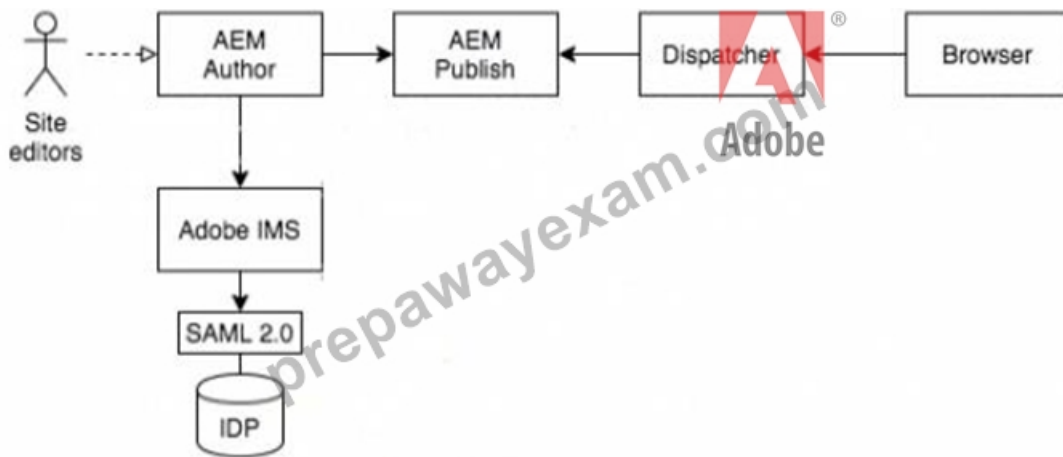 AEM
Author
AEM
Publish
Dispatcher
Browser
®
Adobe
Site
editors
Adobe IMS
SAML 2.0
IDP
prepawayexam.com